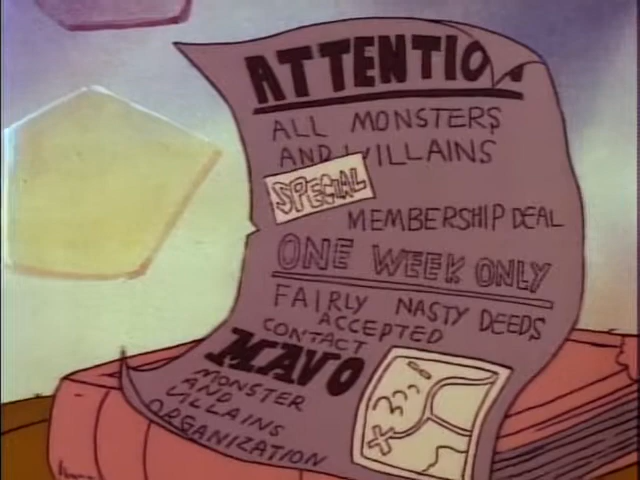 ATTENTION
ALL MONSTERS
AND VILLAINS
SPECIAL
MEMBERSHIP DEAL
ONE WEEK ONLY
FAIRLY NASTY DEEDS
ACCEPTED
CONTACT
MAVO
MONSTER
AND
VILLAINS
ORGANIZATION